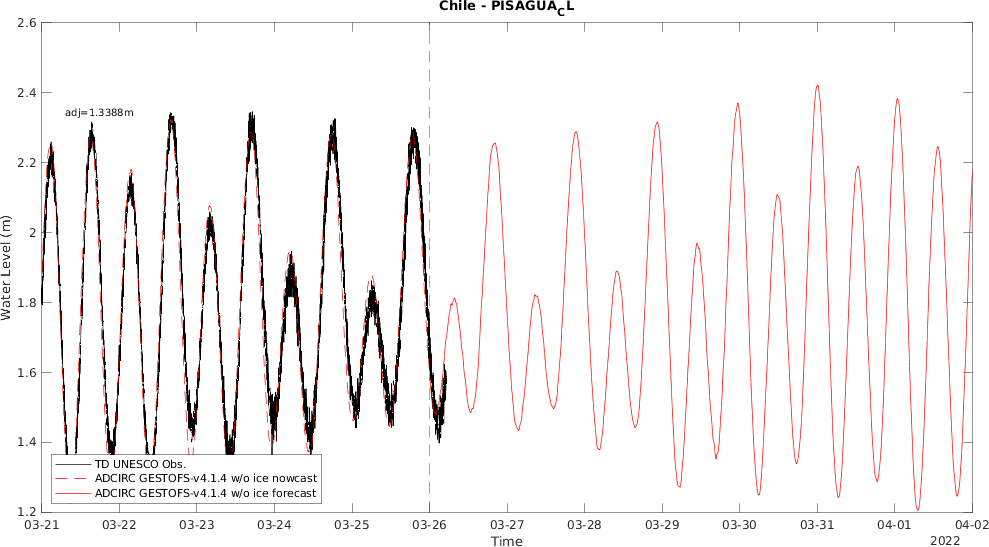 Chile - PISAGUA_CL
2.6
2.4
2.2
2
1.8
1.6
1.4
1.2
Water Level (m)
adj=1.3388m
TD UNESCO Obs.
ADCIRC GESTOFS-v4.1.4 w/o ice nowcast
ADCIRC GESTOFS-v4.1.4 w/o ice forecast
03-21 03-22 03-23 03-24 03-25 03-26 03-27 03-28 03-29 03-30 03-31 04-01 04-02
Time
2022